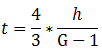 t = 4/3 * h/(G − 1)